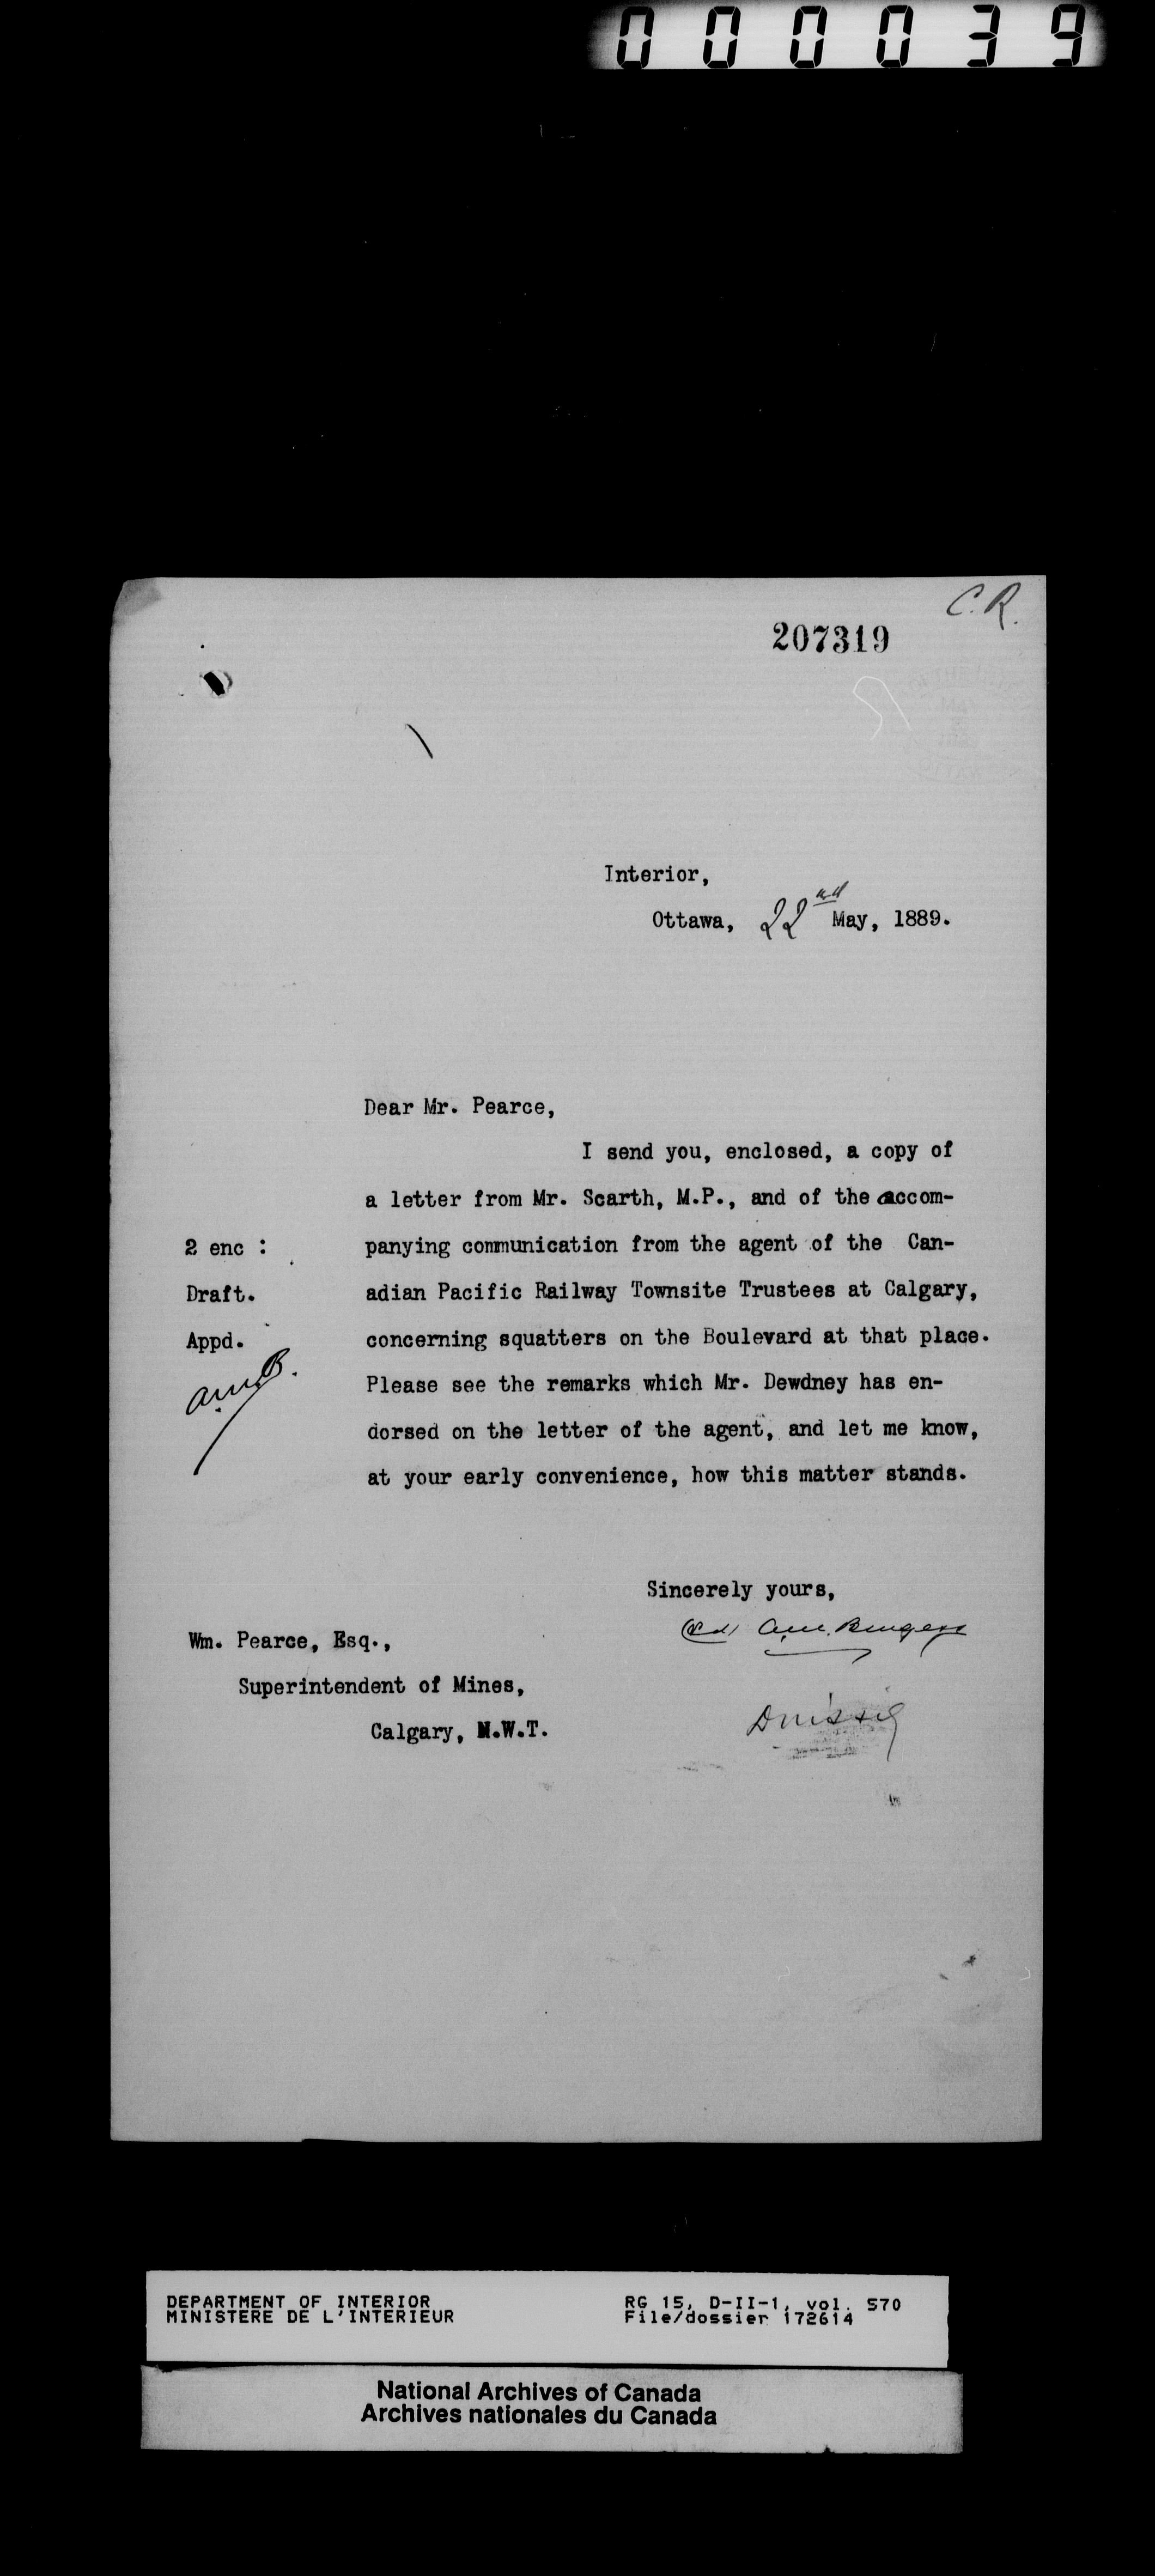 000039
C.R.
207319
Interior,
Ottawa, 22nd May, 1889.
Dear Mr. Pearce,
I send you, enclosed, a copy of
a letter from Mr. Scarth, M.P., and of the accom-
panying communication from the agent of the Can-
adian Pacific Railway Townsite Trustees at Calgary,
concerning squatters on the Boulevard at that place.
Please see the remarks which Mr. Dewdney has en-
dorsed on the letter of the agent, and let me know,
at your early convenience, how this matter stands.
2 enc :
Draft.
Appd.
A.M.B.
Sincerely yours,
A.M. Burgess
Wm. Pearce, Esq.,
Superintendent of Mines,
Calgary, N.W.T.
DEPARTMENT OF INTERIOR
MINISTERE DE L'INTERIEUR
RG 15, D-II-1, vol. 570
File/dossier 172614
National Archives of Canada
Archives nationales du Canada